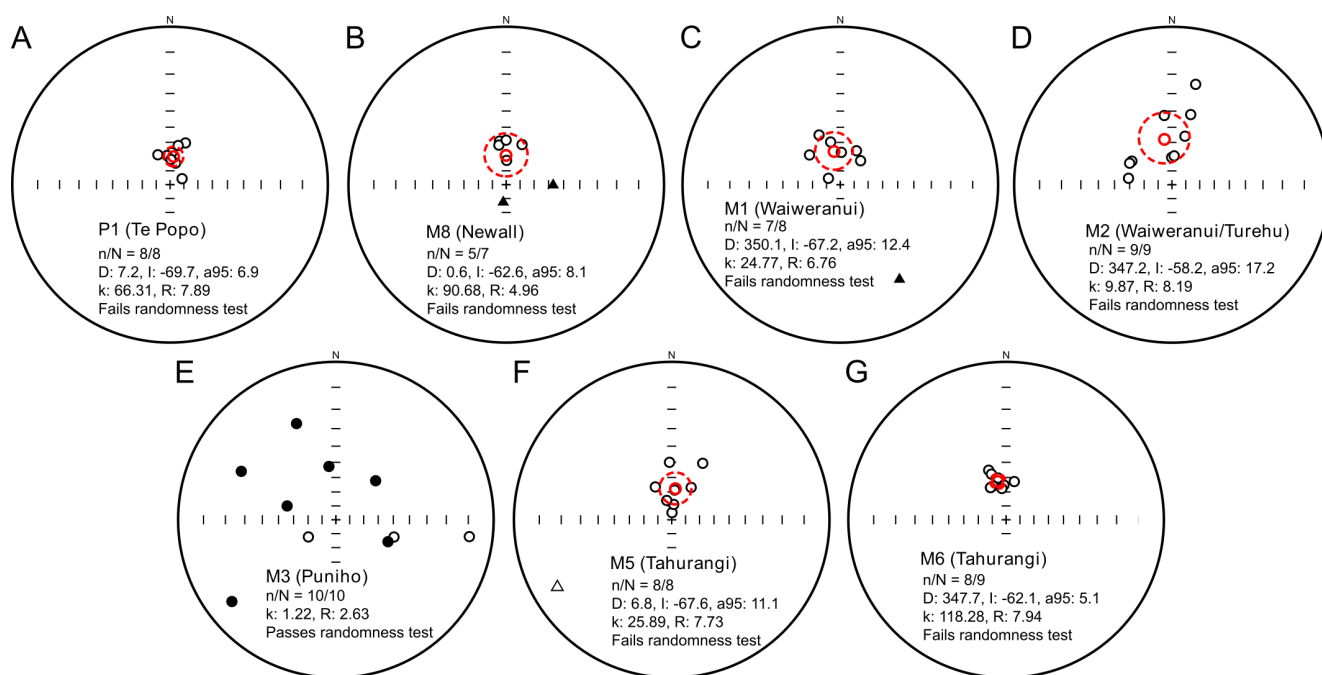 A
N
P1 (Te Popo)
n/N = 8/8
D: 7.2, I: -69.7, a95: 6.9
k: 66.31, R: 7.89
Fails randomness test
B
N
M8 (Newall)
n/N = 5/7
D: 0.6, I: -62.6, a95: 8.1
k: 90.68, R: 4.96
Fails randomness test
C
N
M1 (Waiweranui)
n/N = 7/8
D: 350.1, I: -67.2, a95: 12.4
k: 24.77, R: 6.76
Fails randomness test
D
N
M2 (Waiweranui/Turehu)
n/N = 9/9
D: 347.2, I: -58.2, a95: 17.2
k: 9.87, R: 8.19
Fails randomness test
E
N
M3 (Puniho)
n/N = 10/10
k: 1.22, R: 2.63
Passes randomness test
F
N
M5 (Tahurangi)
n/N = 8/8
D: 6.8, I: -67.6, a95: 11.1
k: 25.89, R: 7.73
Fails randomness test
G
N
M6 (Tahurangi)
n/N = 8/9
D: 347.7, I: -62.1, a95: 5.1
k: 118.28, R: 7.94
Fails randomness test